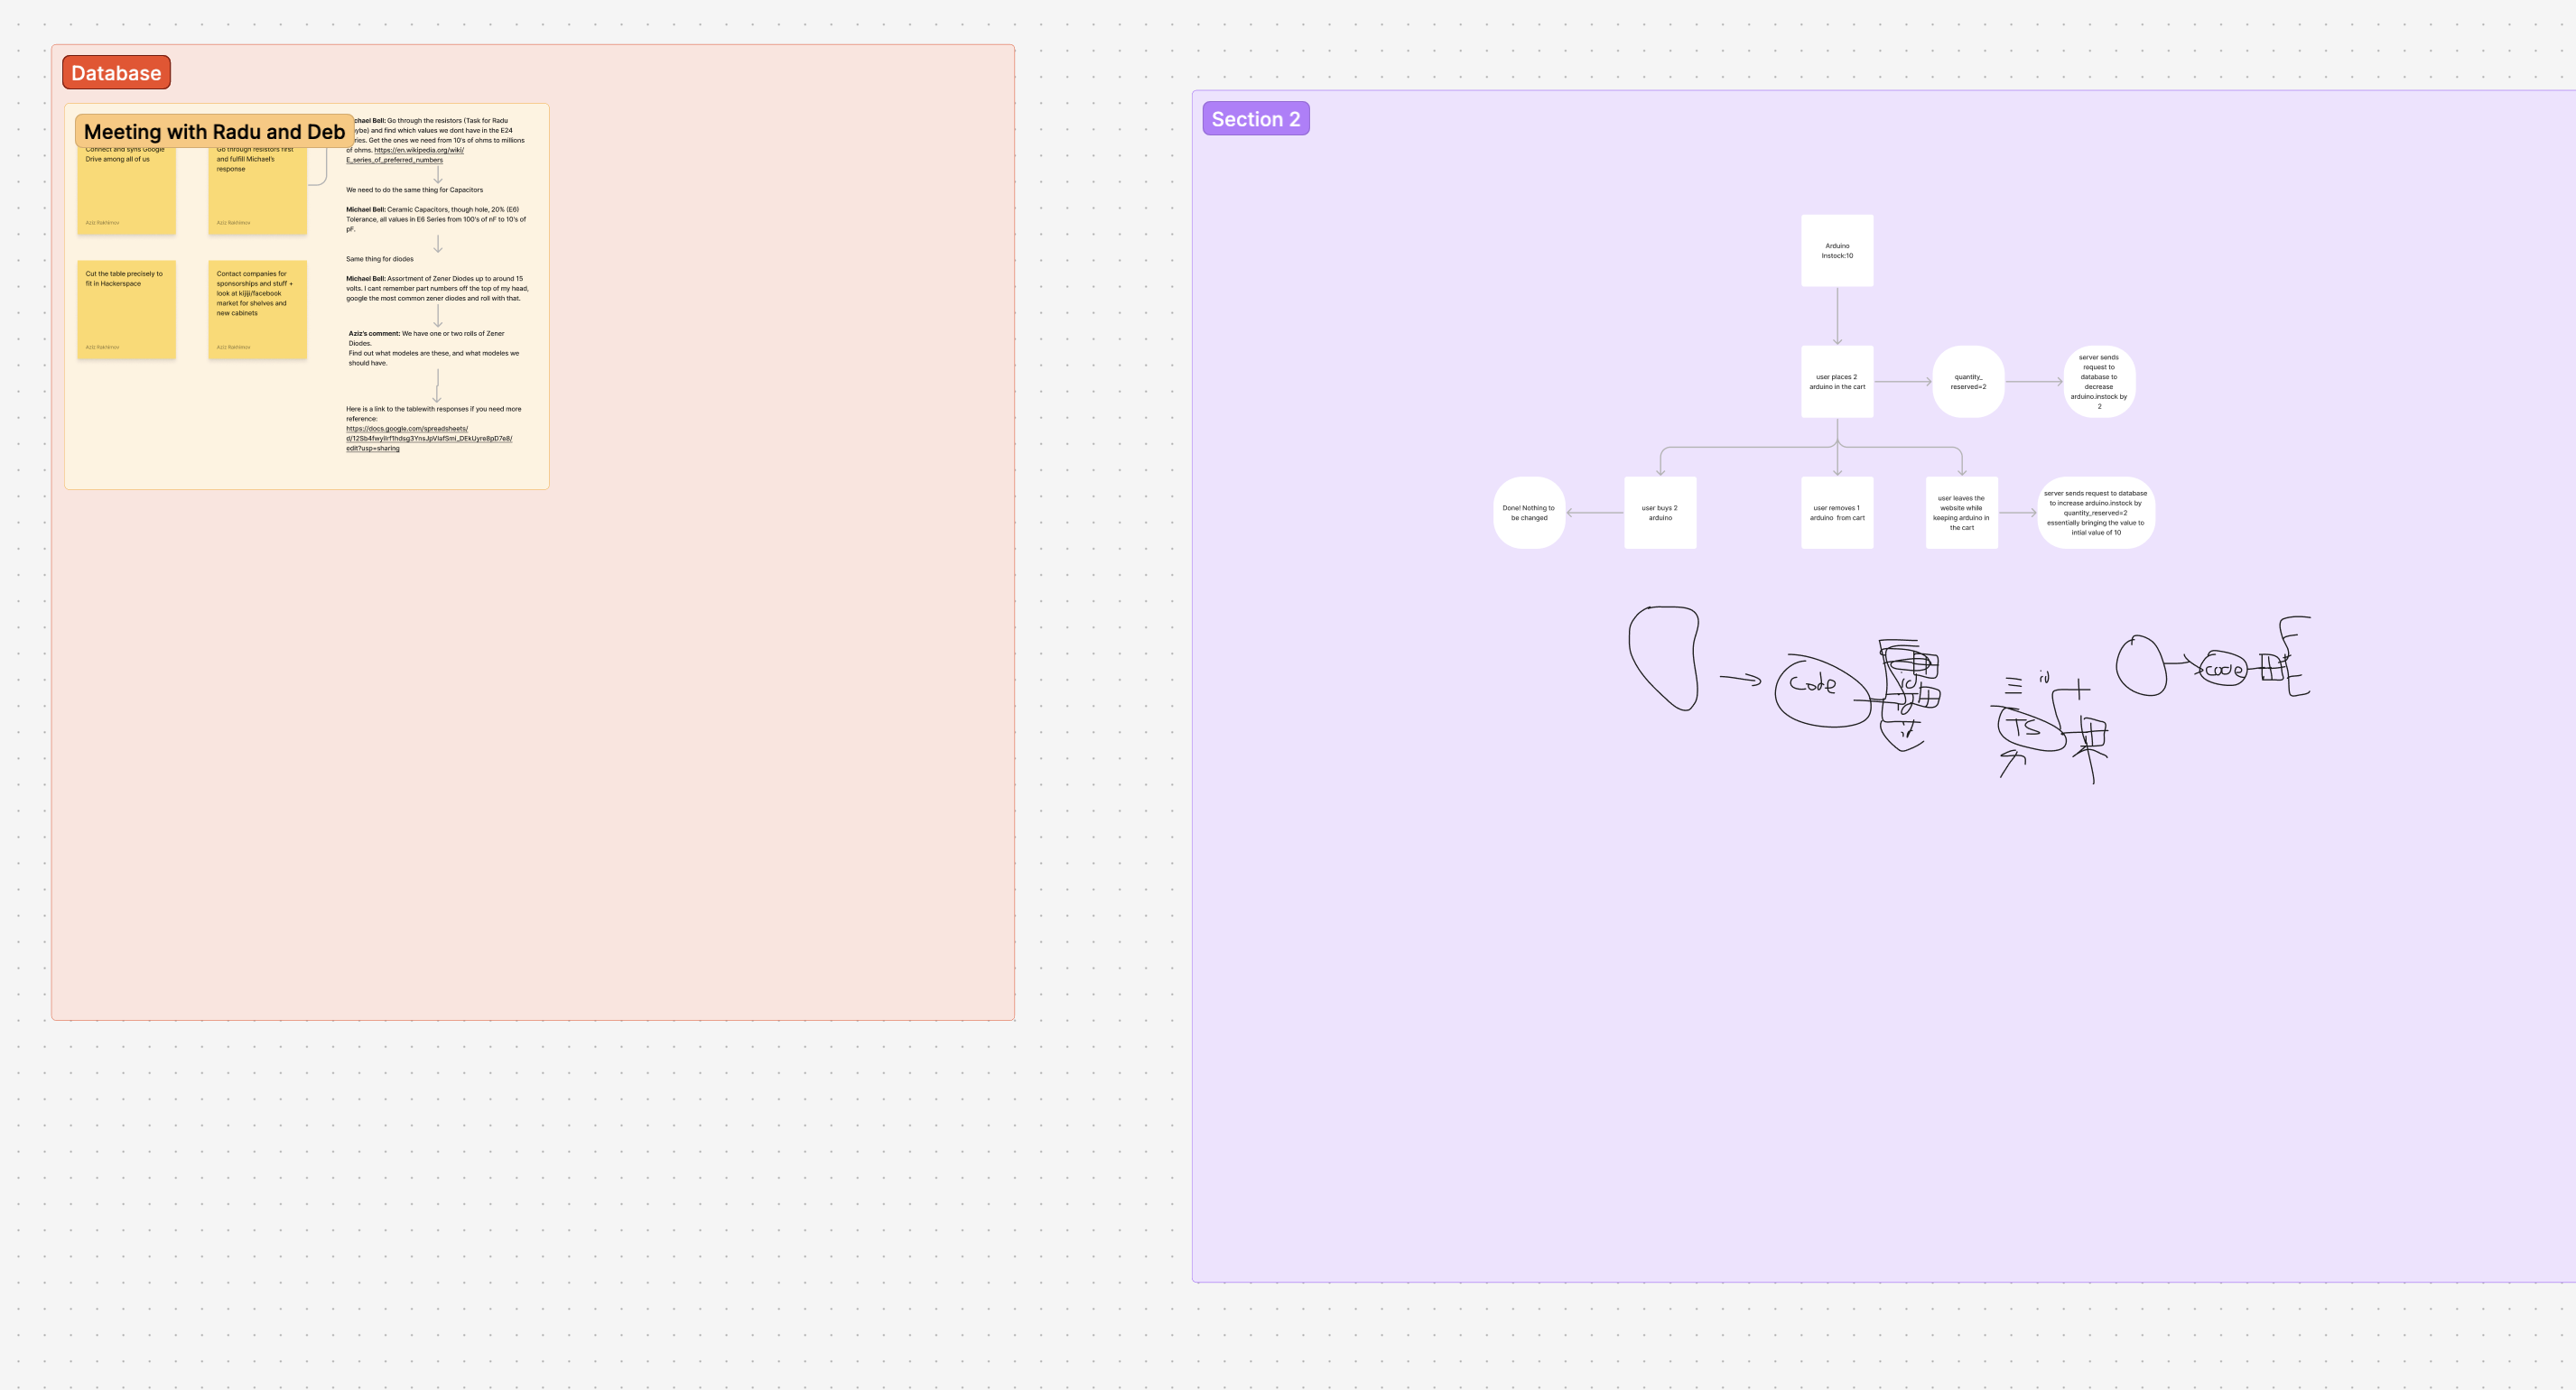 Database
Meeting with Radu and Deb
Connect and syns Google
Drive among all of us
Aziz Rakhimov
Go through resistors first
and fulfill Michael's
response
Aziz Rakhimov
Cut the table precisely to
fit in Hackerspace
Aziz Rakhimov
Contact companies for
sponsorships and stuff +
look at kijiji/facebook
market for shelves and
new cabinets
Aziz Rakhimov
Bell: Go through the resistors (Task for Radu
and find which values we dont have in the E24
Get the ones we need from 10's of ohms to millions
of ohms. https://en.wikipedia.org/wiki/
E_series_of_preferred_numbers
We need to do the same thing for Capacitors
Michael Bell: Ceramic Capacitors, though hole, 20% (E6)
Tolerance, all values in E6 Series from 100's of nF to 10's of
pF.
Same thing for diodes
Michael Bell: Assortment of Zener Diodes up to around 15
volts. I cant remember part numbers off the top of my head,
google the most common zener diodes and roll with that.
Aziz's comment: We have one or two rolls of Zener
Diodes.
Find out what modeles are these, and what modeles we
should have.
Here is a link to the tablewith responses if you need more
reference:
https://docs.google.com/spreadsheets/
edit?usp=sharing
Section 2
Arduino
Instock:10
user places 2
arduino in the cart
quantity_
reserved=2
server sends
request to
database to
decrease
arduino.instock by
2
Done! Nothing to
be changed
user buys 2
arduino
user removes 1
arduino from cart
user leaves the
website while
keeping arduino in
the cart
server sends request to database
to increase arduino.instock by
quantity_reserved=2
essentially bringing the value to
intial value of 10
Code
id
id
TS
code